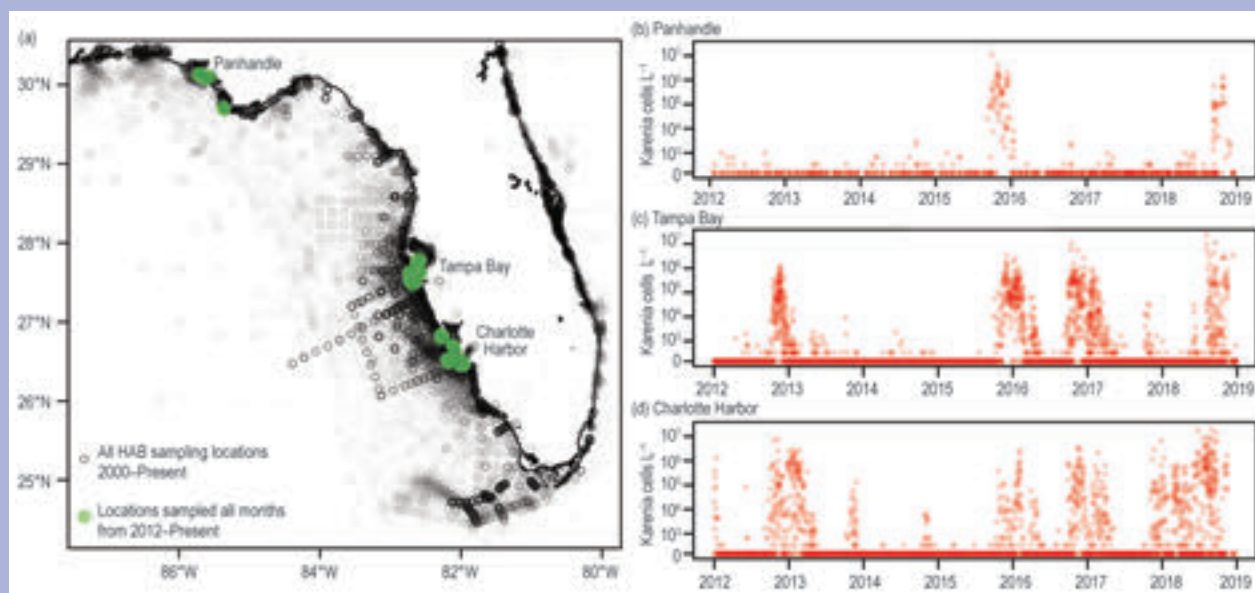 (a)
30°N
29°N
28°N
27°N
26°N
25°N
86°W
84°W
82°W
80°W
Panhandle
Tampa Bay
Charlotte
Harbor
All HAB sampling locations
2000–Present
Locations sampled all months
from 2012–Present
(b) Panhandle
Karenia cells L⁻¹
0
2012
2013
2014
2015
2016
2017
2018
2019
(c) Tampa Bay
Karenia cells L⁻¹
0
2012
2013
2014
2015
2016
2017
2018
2019
(d) Charlotte Harbor
Karenia cells L⁻¹
0
2012
2013
2014
2015
2016
2017
2018
2019